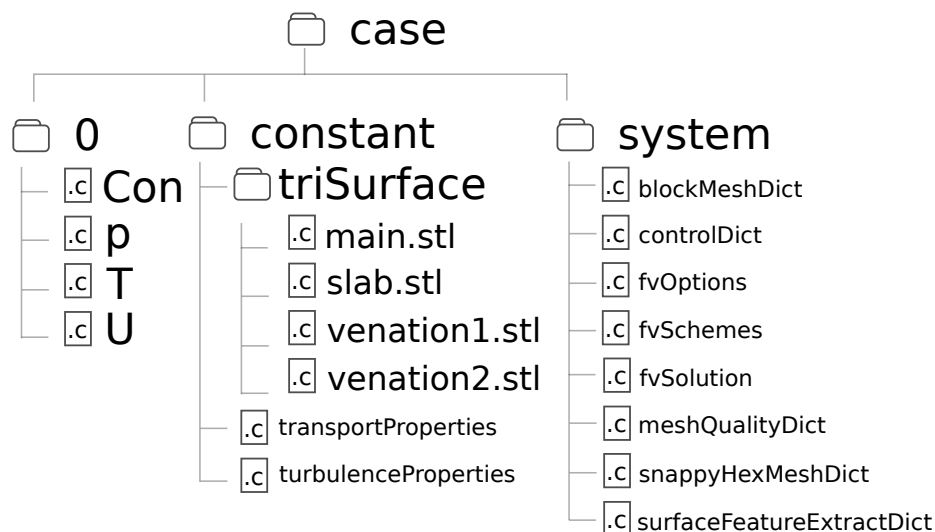 case
0
.c Con
.c p
.c T
.c U
constant
triSurface
.c main.stl
.c slab.stl
.c venation1.stl
.c venation2.stl
.c transportProperties
.c turbulenceProperties
system
.c blockMeshDict
.c controlDict
.c fvOptions
.c fvSchemes
.c fvSolution
.c meshQualityDict
.c snappyHexMeshDict
.c surfaceFeatureExtractDict